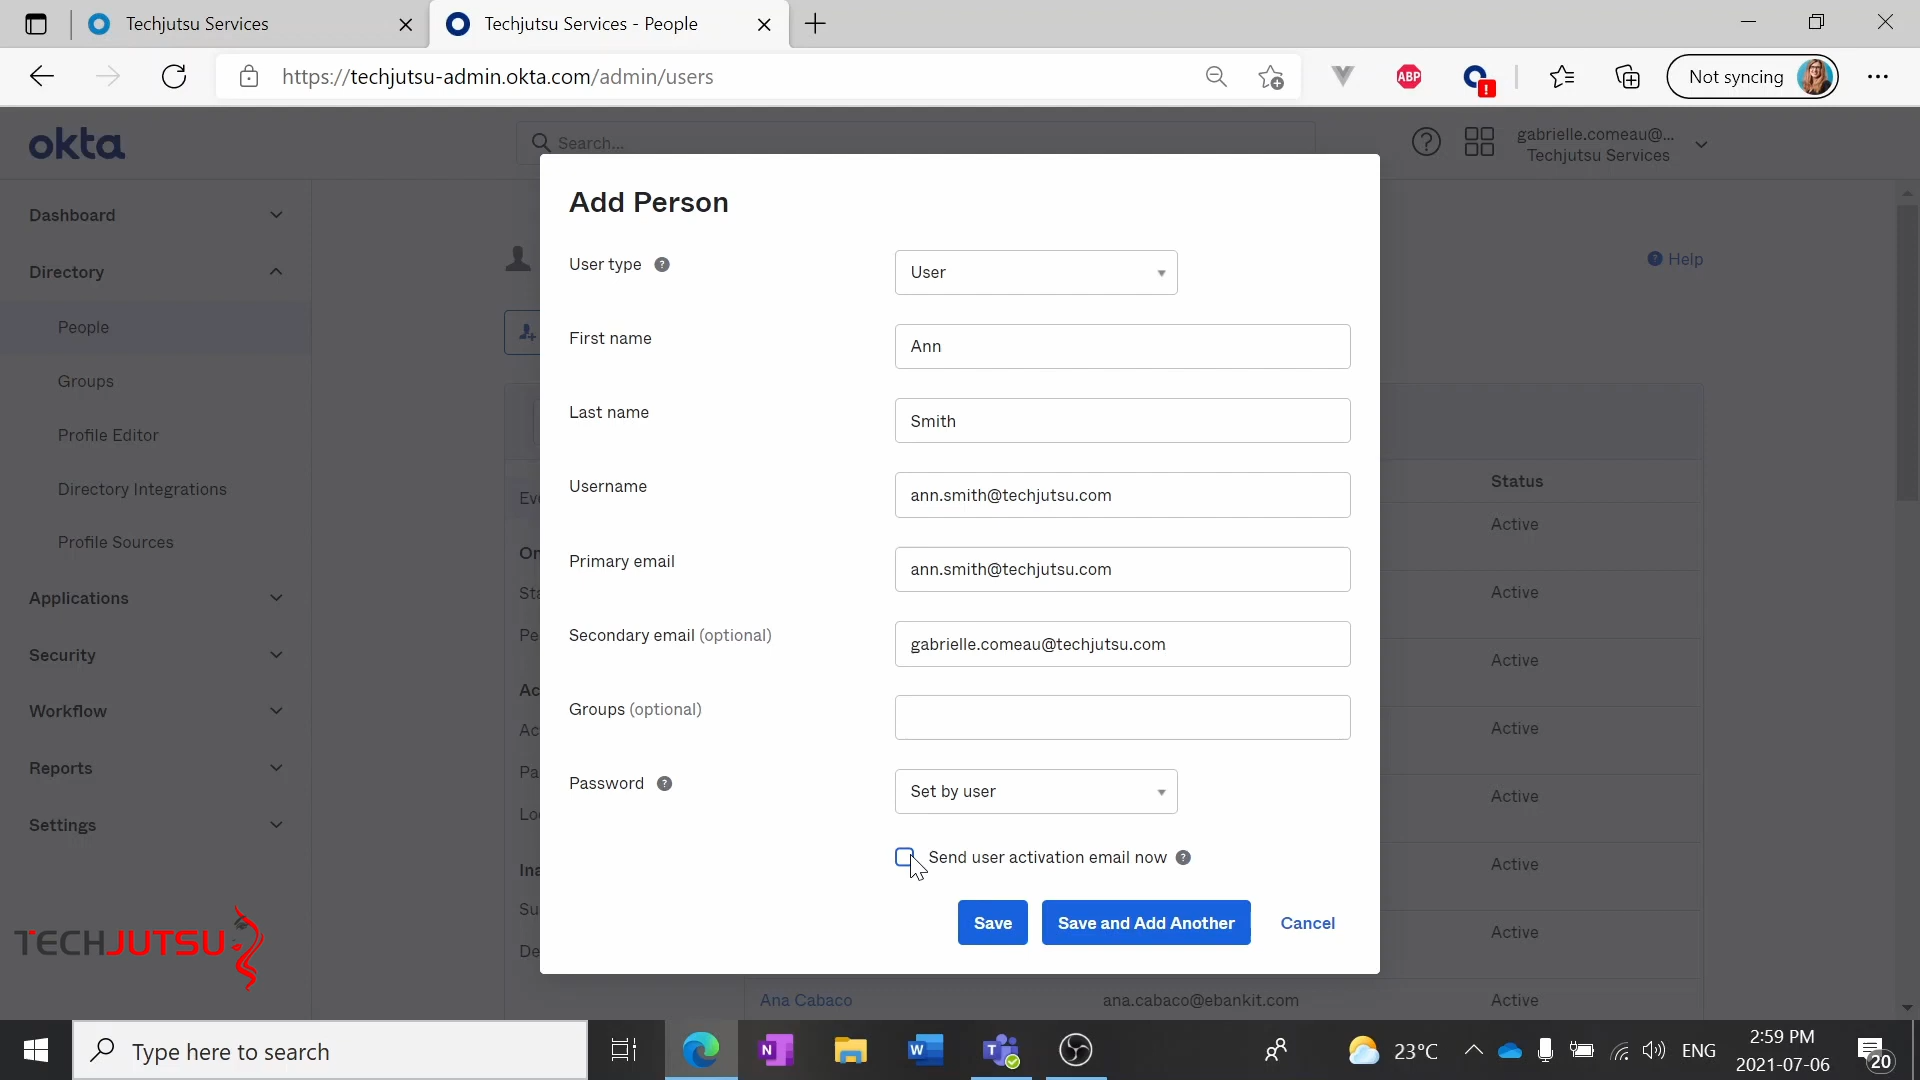 Techjutsu Services
Techjutsu Services - People
https://techjutsu-admin.okta.com/admin/users
ABP
!
Not syncing
okta
Search...
gabrielle.comeau@...
Techjutsu Services
Dashboard
Directory
People
Groups
Profile Editor
Directory Integrations
Profile Sources
Applications
Security
Workflow
Reports
Settings
TECHJUTSU
Help
Add Person
User type ?
User
First name
Ann
Last name
Smith
Username
ann.smith@techjutsu.com
Primary email
ann.smith@techjutsu.com
Secondary email (optional)
gabrielle.comeau@techjutsu.com
Groups (optional)
Password ?
Set by user
Send user activation email now ?
Save
Save and Add Another
Cancel
Status
Active
Active
Active
Active
Active
Active
Active
Ana Cabaco
ana.cabaco@ebankit.com
Active
Type here to search
23°C
ENG
2:59 PM
2021-07-06
20